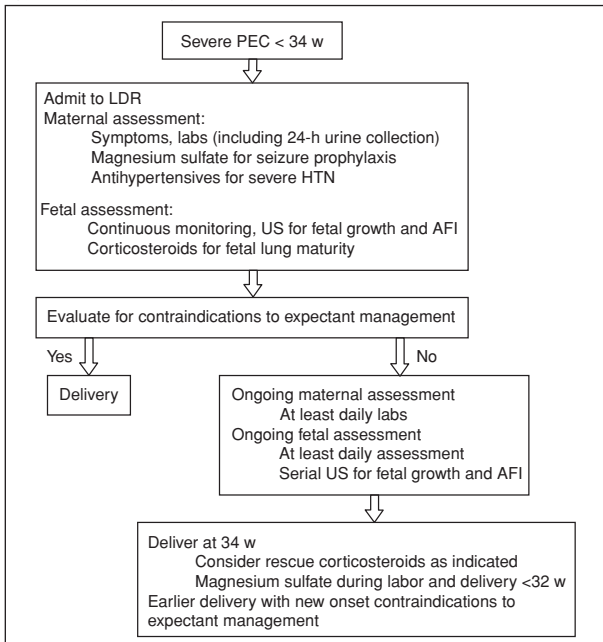 Severe PEC < 34 w
Admit to LDR
Maternal assessment:
Symptoms, labs (including 24-h urine collection)
Magnesium sulfate for seizure prophylaxis
Antihypertensives for severe HTN
Fetal assessment:
Continuous monitoring, US for fetal growth and AFI
Corticosteroids for fetal lung maturity
Evaluate for contraindications to expectant management
Yes
No
Delivery
Ongoing maternal assessment
At least daily labs
Ongoing fetal assessment
At least daily assessment
Serial US for fetal growth and AFI
Deliver at 34 w
Consider rescue corticosteroids as indicated
Magnesium sulfate during labor and delivery <32 w
Earlier delivery with new onset contraindications to
expectant management